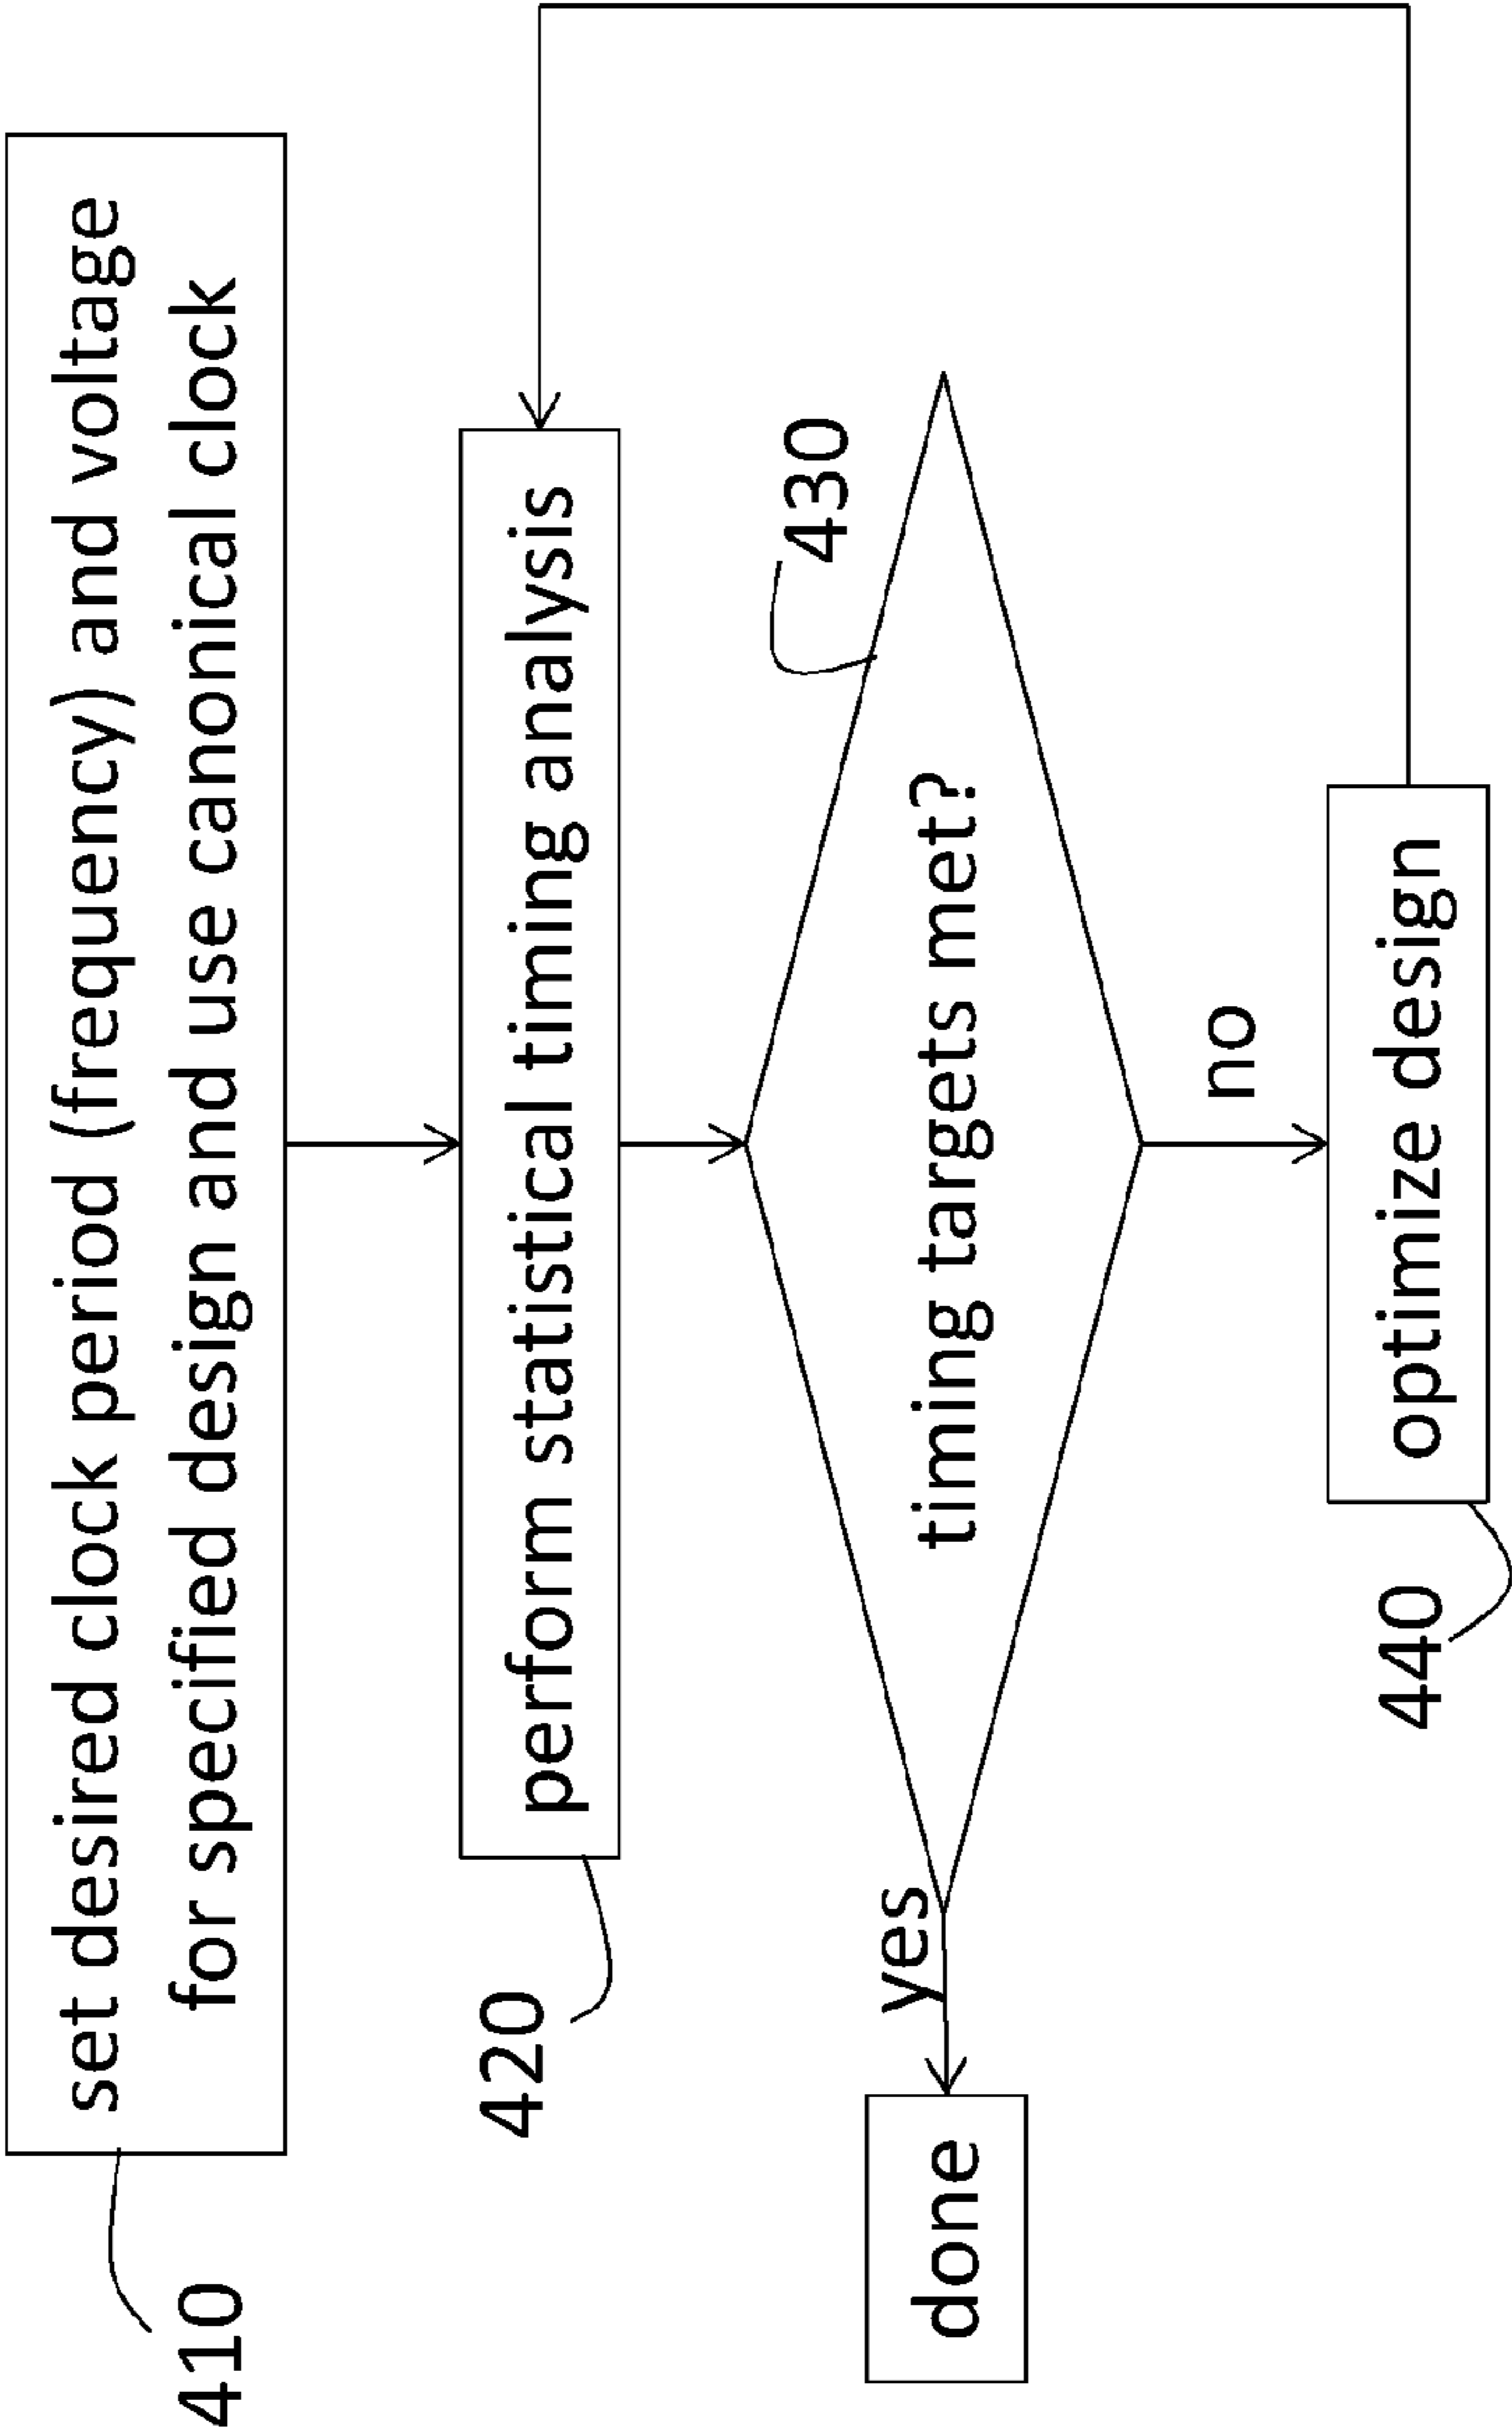 set desired clock period (frequency) and voltage
for specified design and use canonical clock
410
perform statistical timing analysis
420
430
timing targets met?
yes
done
no
optimize design
440